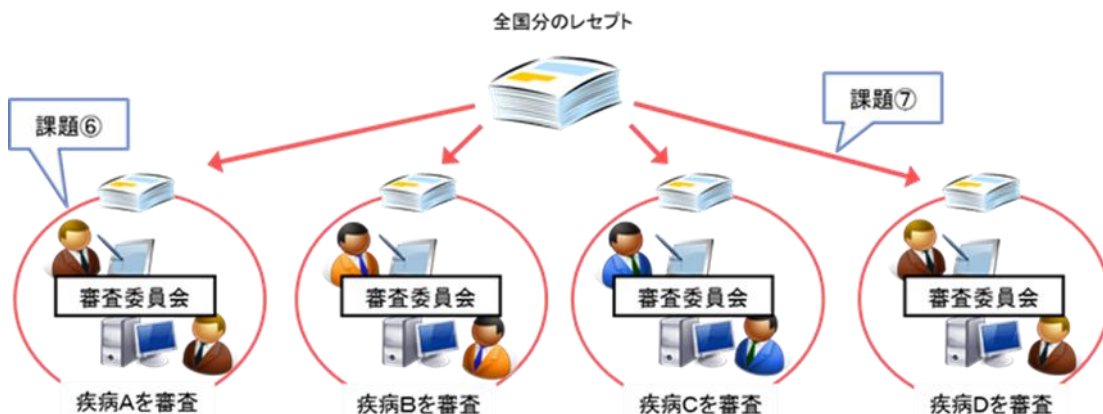 全国分のレセプト
課題⑥
課題⑦
審査委員会
審査委員会
審査委員会
審査委員会
疾病Aを審査
疾病Bを審査
疾病Cを審査
疾病Dを審査